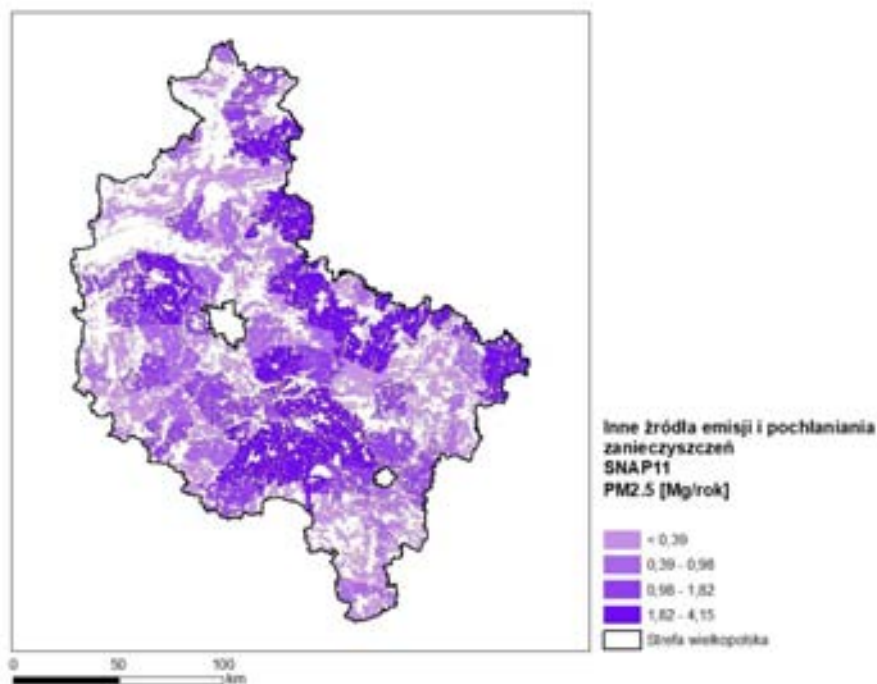 Inne źródła emisji i pochłaniania
zanieczyszczeń
SNAP11
PM2.5 [Mg/rok]
< 0,39
0,39 - 0,98
0,98 - 1,82
1,82 - 4,15
Strefa wielkopolska
0 50 100
km